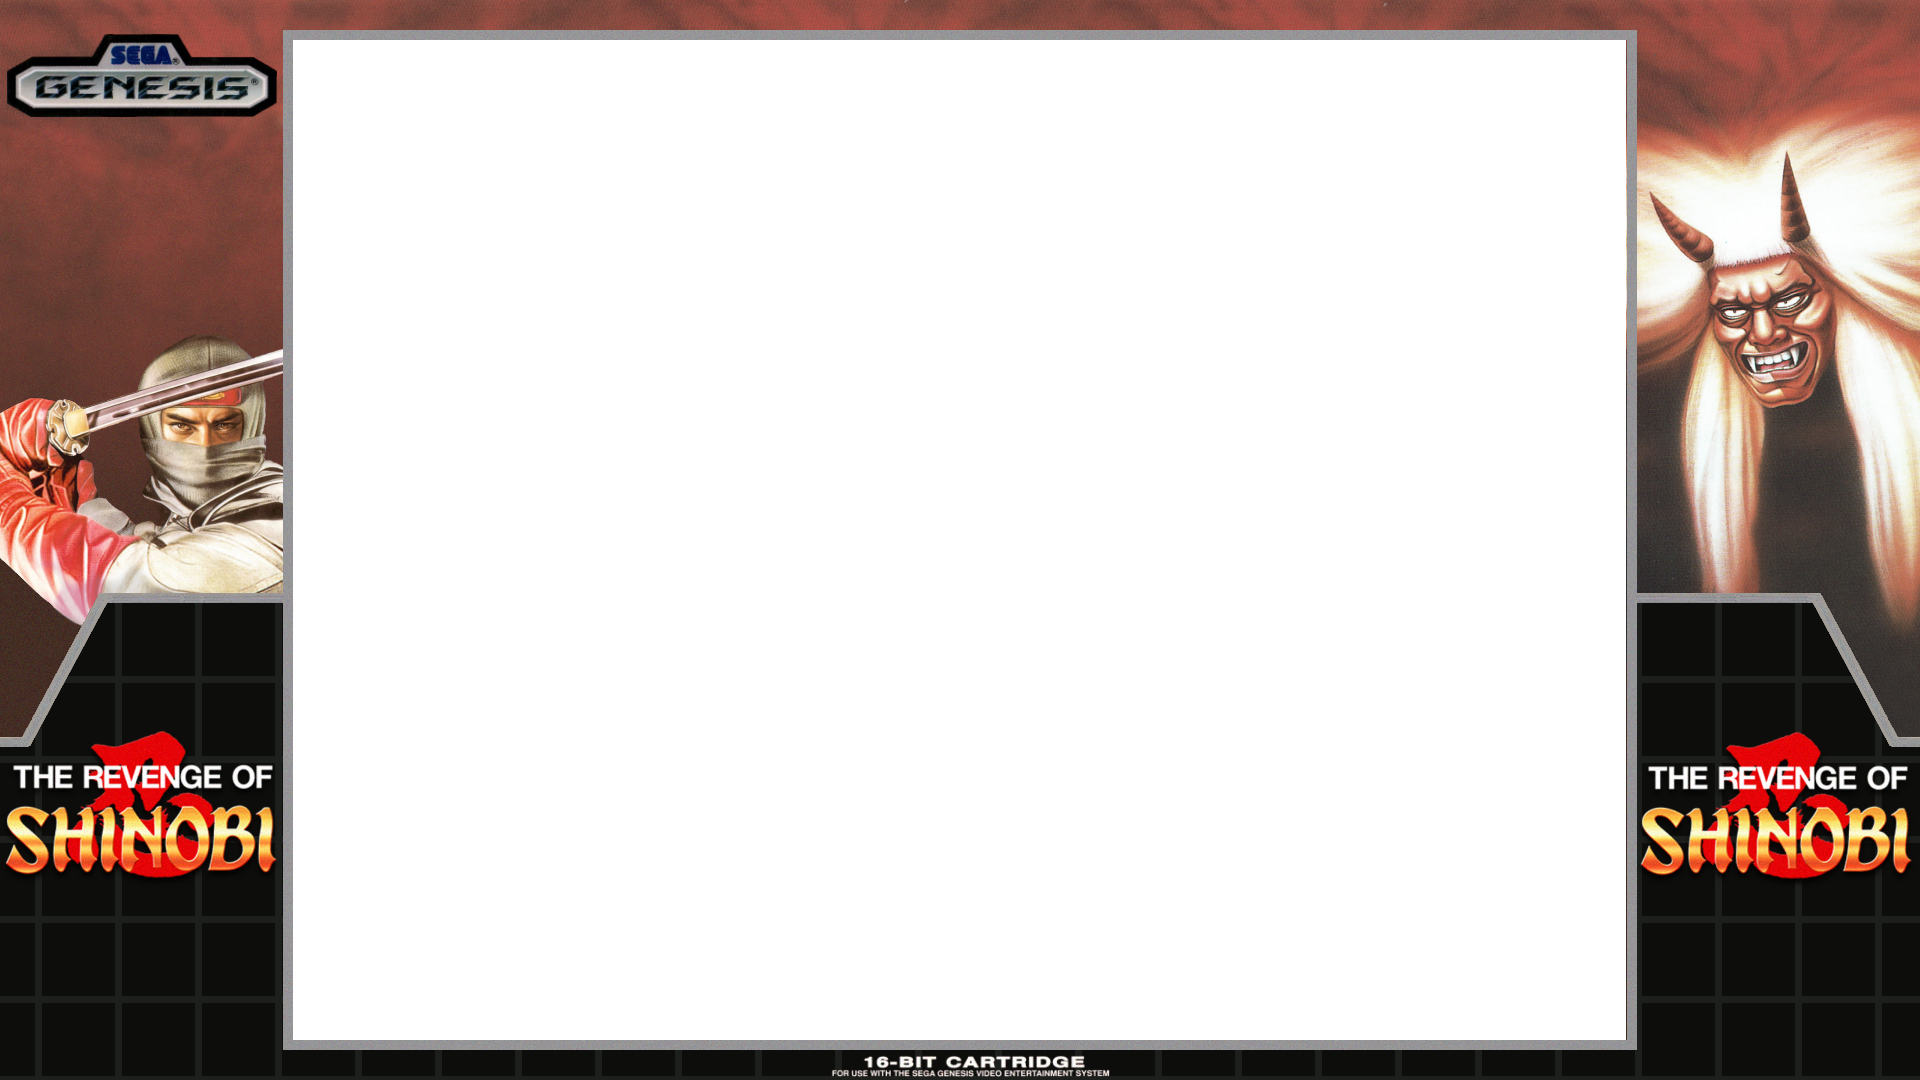 SEGA®
GENESIS®
THE REVENGE OF
SHINOBI
THE REVENGE OF
SHINOBI
16-BIT CARTRIDGE
FOR USE WITH THE SEGA GENESIS VIDEO ENTERTAINMENT SYSTEM